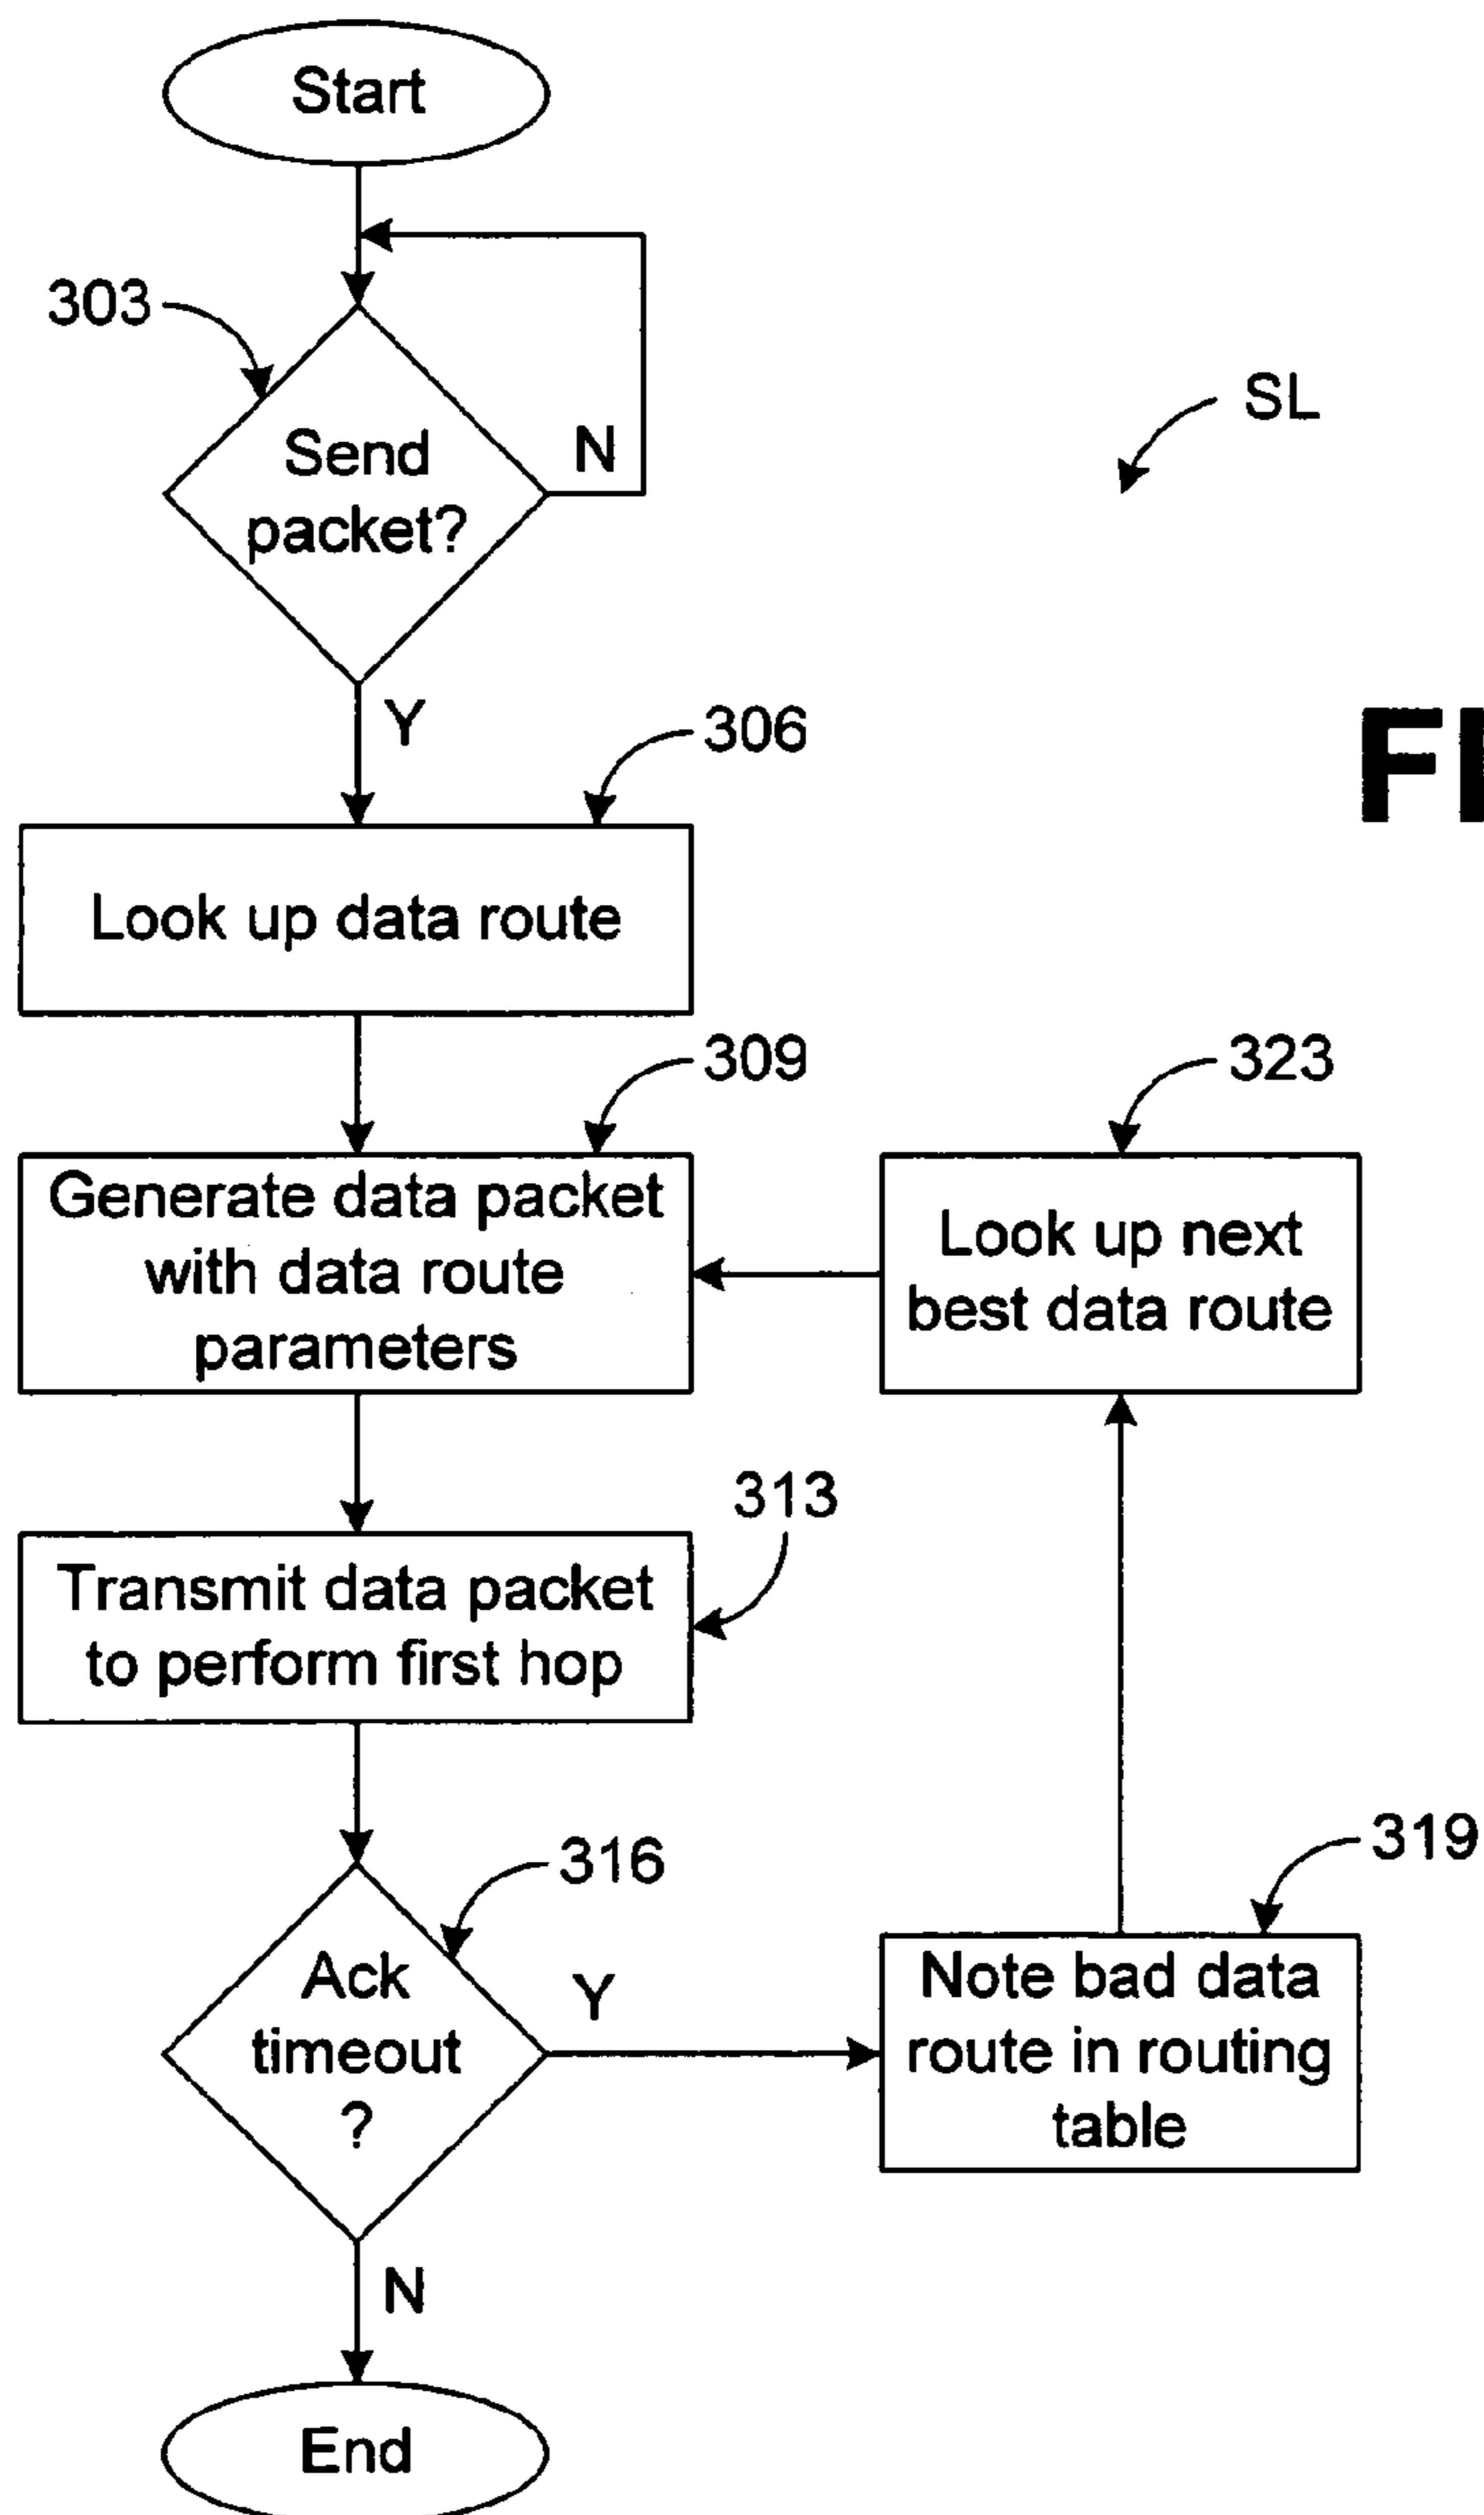 Start
303
SL
Send
packet?
N
Y
306
Look up data route
309
323
Generate data packet
with data route
parameters
Look up next
best data route
313
Transmit data packet
to perform first hop
316
319
Ack
timeout
?
Y
Note bad data
route in routing
table
N
End